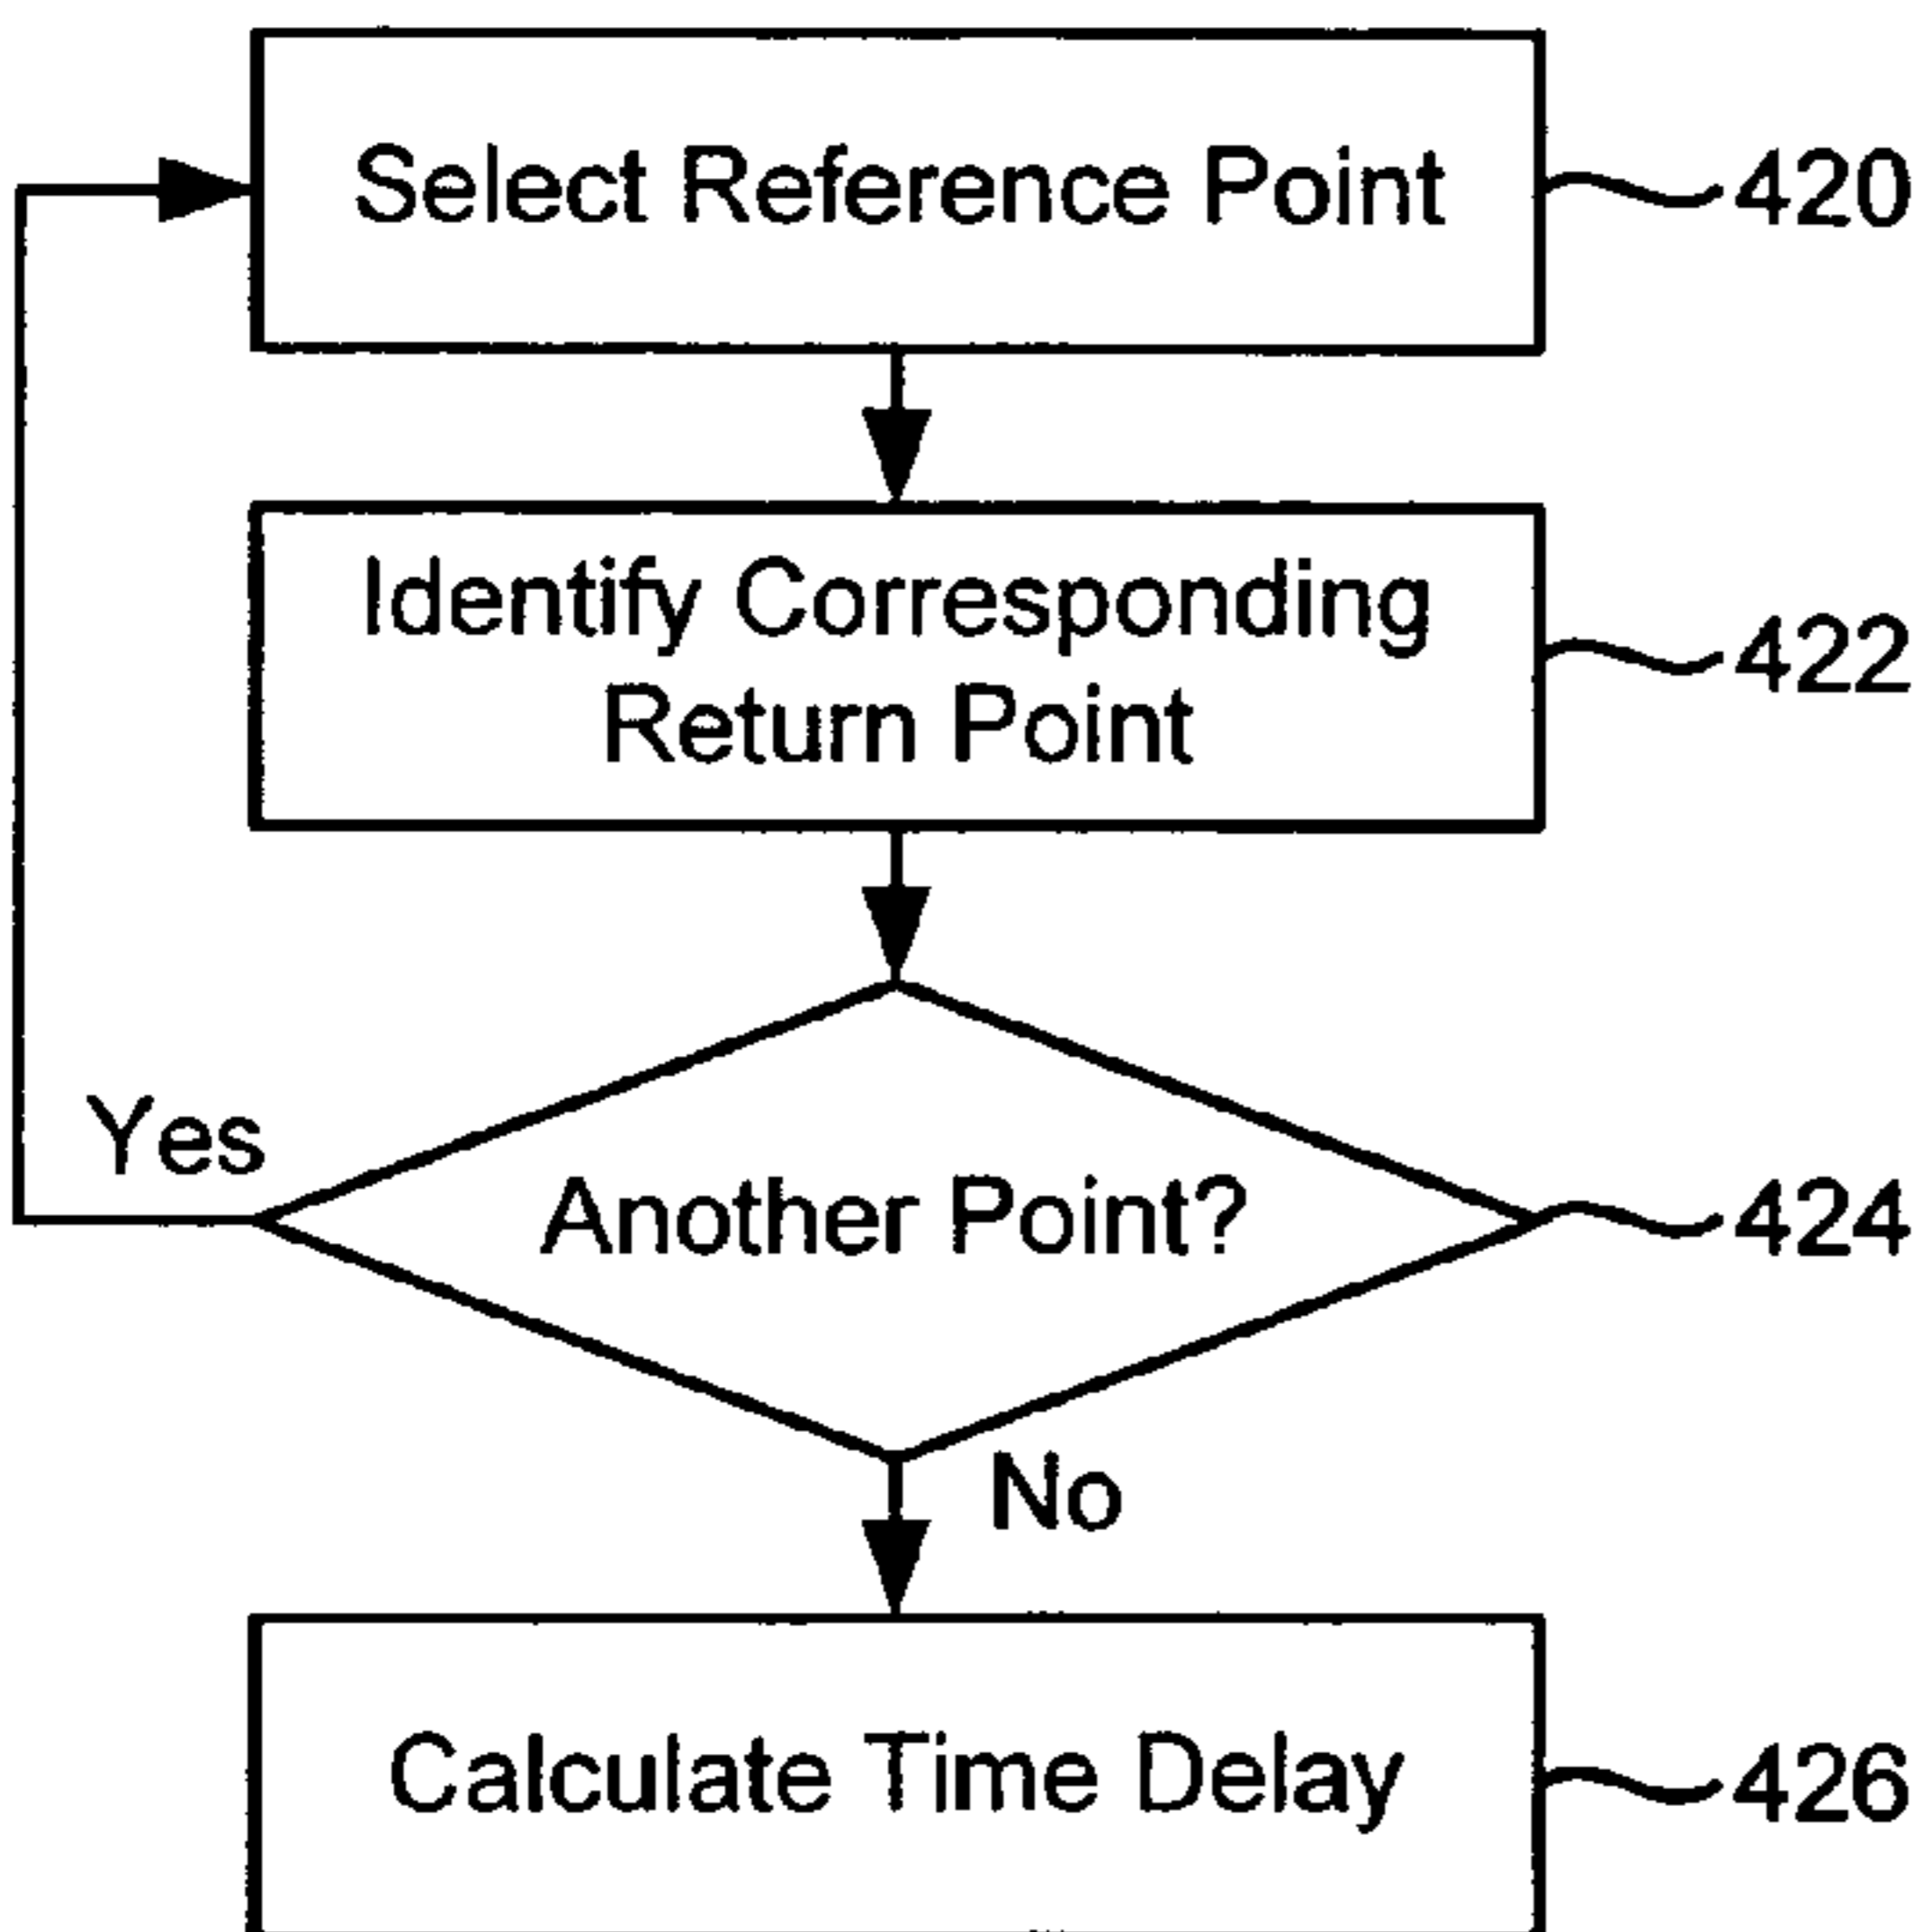 Select Reference Point
420
Identify Corresponding
Return Point
422
Yes
Another Point?
424
No
Calculate Time Delay
426